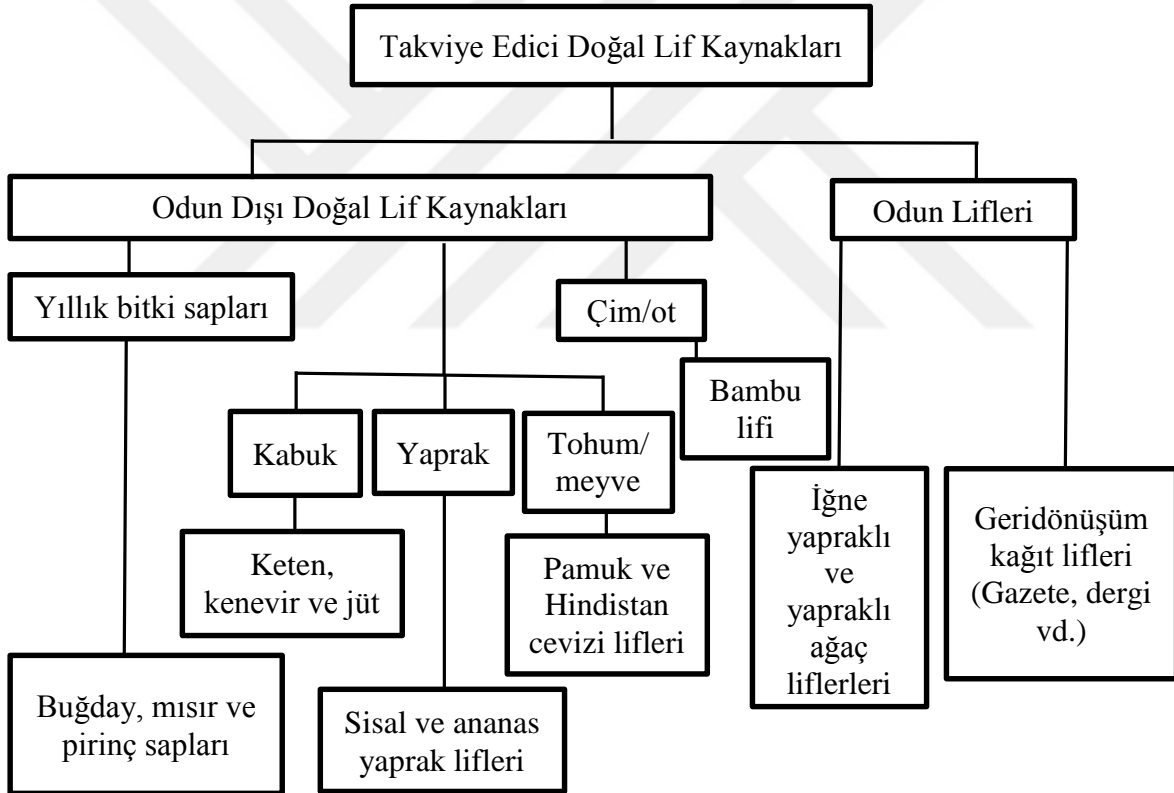 Takviye Edici Doğal Lif Kaynakları
Odun Dışı Doğal Lif Kaynakları
Odun Lifleri
Yıllık bitki sapları
Çim/ot
Bambu
lifi
Kabuk
Yaprak
Tohum/
meyve
Keten,
kenevir ve jüt
Pamuk ve
Hindistan
cevizi lifleri
İğne
yapraklı
ve
yapraklı
ağaç
liflerleri
Geridönüşüm
kağıt lifleri
(Gazete, dergi
vd.)
Buğday, mısır ve
pirinç sapları
Sisal ve ananas
yaprak lifleri